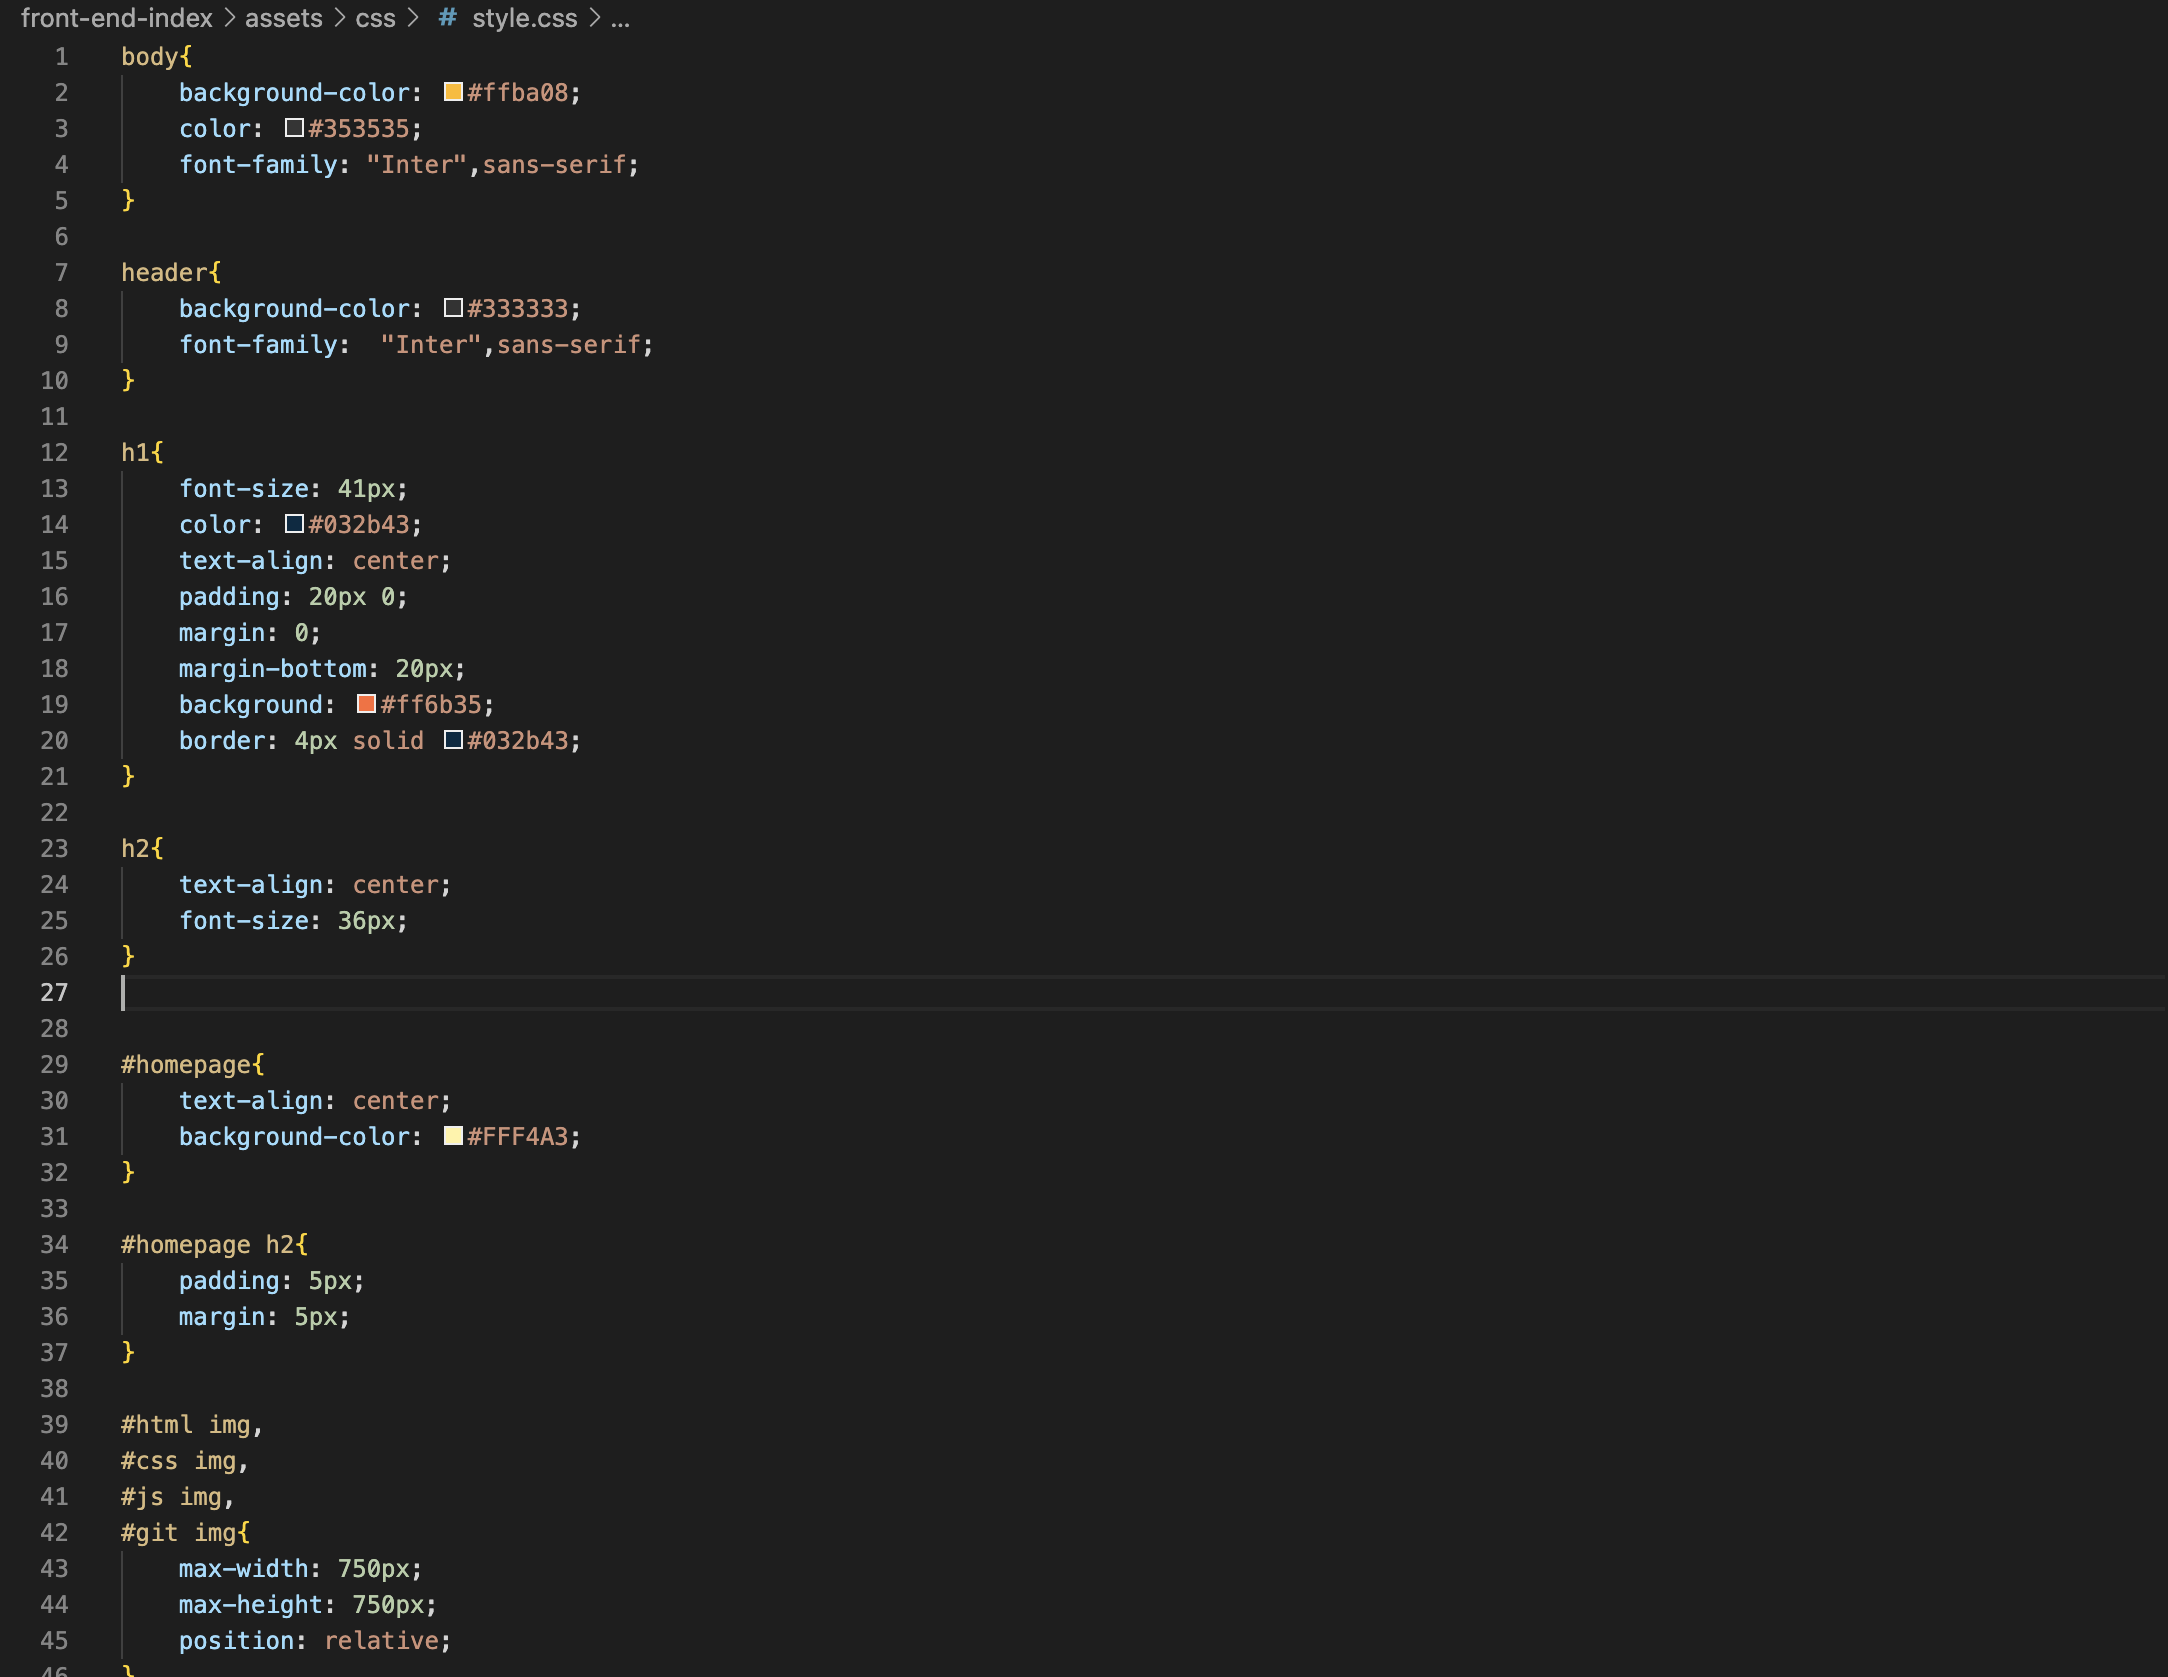 front-end-index > assets > css > # style.css > ...
1 body{
2     background-color: #ffba08;
3     color: #353535;
4     font-family: "Inter",sans-serif;
5 }
6
7 header{
8     background-color: #333333;
9     font-family:  "Inter",sans-serif;
10 }
11
12 h1{
13     font-size: 41px;
14     color: #032b43;
15     text-align: center;
16     padding: 20px 0;
17     margin: 0;
18     margin-bottom: 20px;
19     background: #ff6b35;
20     border: 4px solid #032b43;
21 }
22
23 h2{
24     text-align: center;
25     font-size: 36px;
26 }
27
28
29 #homepage{
30     text-align: center;
31     background-color: #FFF4A3;
32 }
33
34 #homepage h2{
35     padding: 5px;
36     margin: 5px;
37 }
38
39 #html img,
40 #css img,
41 #js img,
42 #git img{
43     max-width: 750px;
44     max-height: 750px;
45     position: relative;
46 }